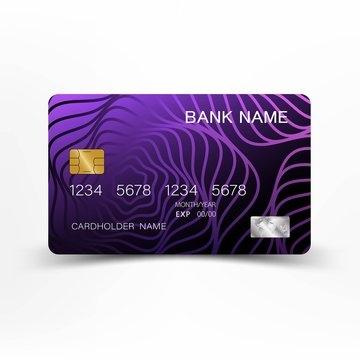 BANK NAME
1234 5678 1234 5678
MONTH/YEAR
EXP 00/00
CARDHOLDER NAME